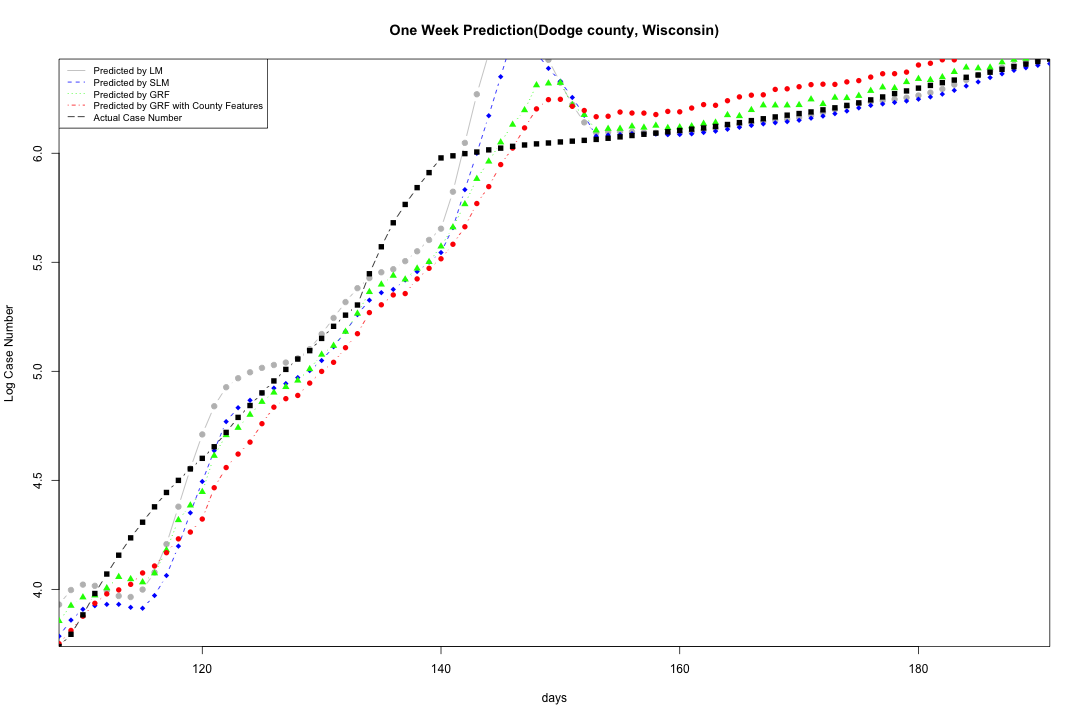 One Week Prediction(Dodge county, Wisconsin)
Predicted by LM
Predicted by SLM
Predicted by GRF
Predicted by GRF with County Features
Actual Case Number
6.0
5.5
5.0
4.5
4.0
Log Case Number
120
140
160
180
days